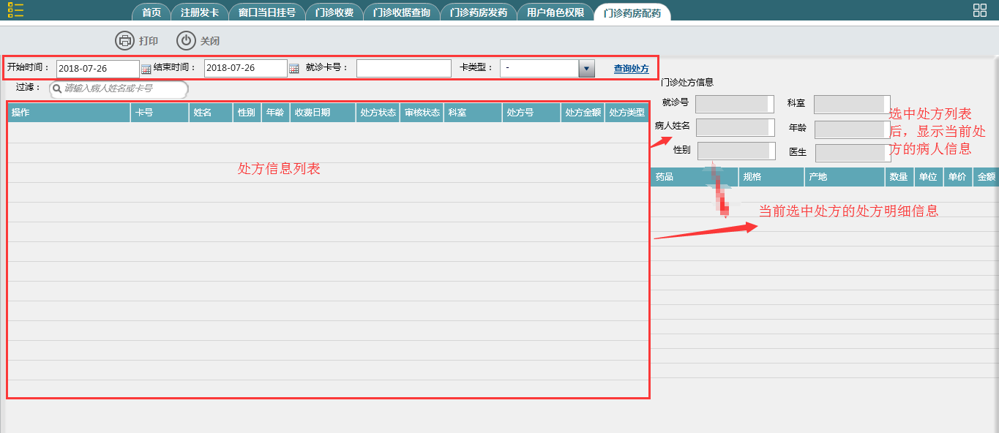 首页 注册发卡 窗口当日挂号 门诊收费 门诊收据查询 门诊药房发药 用户角色权限 门诊药房配药
打印 关闭
开始时间： 2018-07-26 结束时间： 2018-07-26 就诊卡号： 卡类型： - 查询处方
过滤： 请输入病人姓名或卡号
操作 卡号 姓名 性别 年龄 收费日期 处方状态 审核状态 科室 处方号 处方金额 处方类型
处方信息列表
门诊处方信息
就诊号 科室
病人姓名 年龄
性别 医生
选中处方列表
后，显示当前处
方的病人信息
药品 规格 产地 数量 单位 单价 金额
当前选中处方的处方明细信息